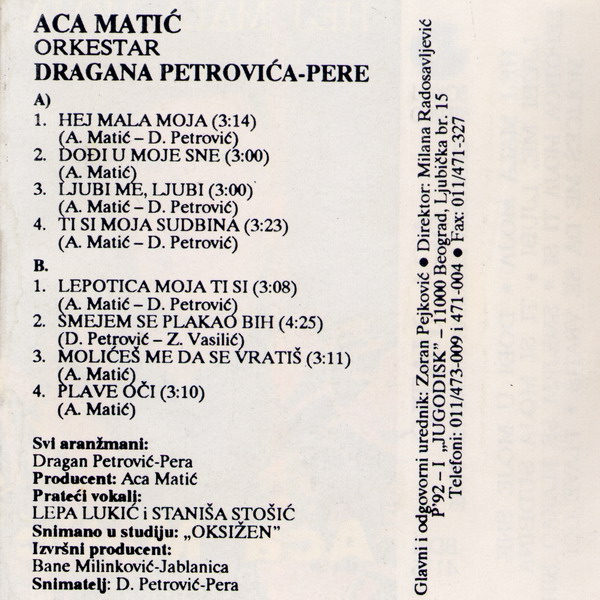 ACA MATIĆ
ORKESTAR
DRAGANA PETROVIĆA-PERE
A)
1. HEJ MALA MOJA (3:14)
(A. Matić – D. Petrović)
2. DOĐI U MOJE SNE (3:00)
(A. Matić)
3. LJUBI ME, LJUBI (3:00)
(A. Matić – D. Petrović)
4. TI SI MOJA SUDBINA (3:23)
(A. Matić – D. Petrović)
B.
1. LEPOTICA MOJA TI SI (3:08)
(A. Matić – D. Petrović)
2. SMEJEM SE PLAKAO BIH (4:25)
(D. Petrović – Z. Vasilić)
3. MOLIĆEŠ ME DA SE VRATIŠ (3:11)
(A. Matić)
4. PLAVE OČI (3:10)
(A. Matić)
Svi aranžmani:
Dragan Petrović-Pera
Producent: Aca Matić
Prateći vokalj:
LEPA LUKIĆ i STANIŠA STOŠIĆ
Snimano u studiju: „OKSIŽEN”
Izvršni producent:
Bane Milinković-Jablanica
Snimatelj: D. Petrović-Pera
Glavni i odgovorni urednik: Zoran Pejković ● Direktor: Milana Radosavljević
P'92 – I „JUGODISK” – 11000 Beograd, Ljubička br. 15
Telefoni: 011/473-009 i 471-004 ● Fax: 011/471-327